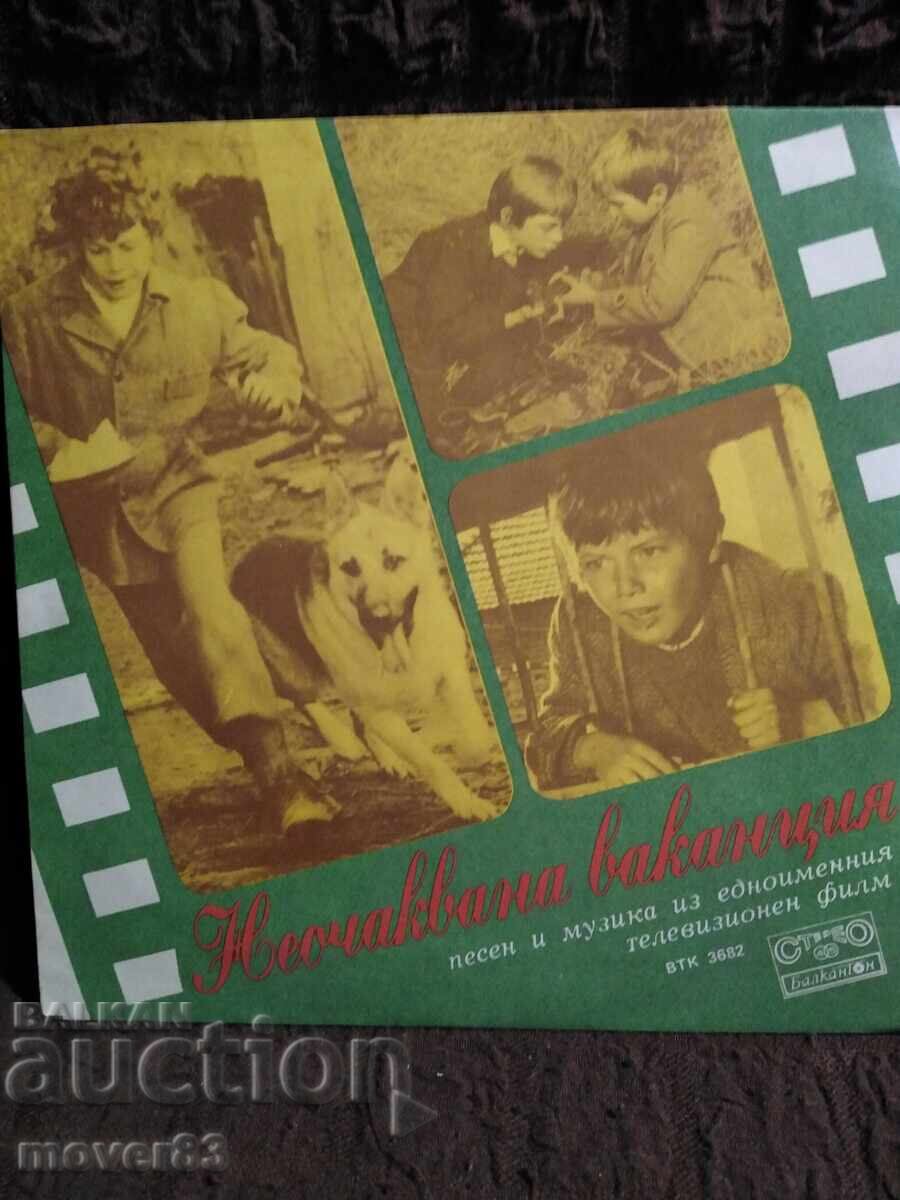 Неочаквана ваканция
песен и музика из едноименния
телевизионен филм
ВТК 3682
СТЕРЕО
БалканТон
BALKAN
auction
mover83